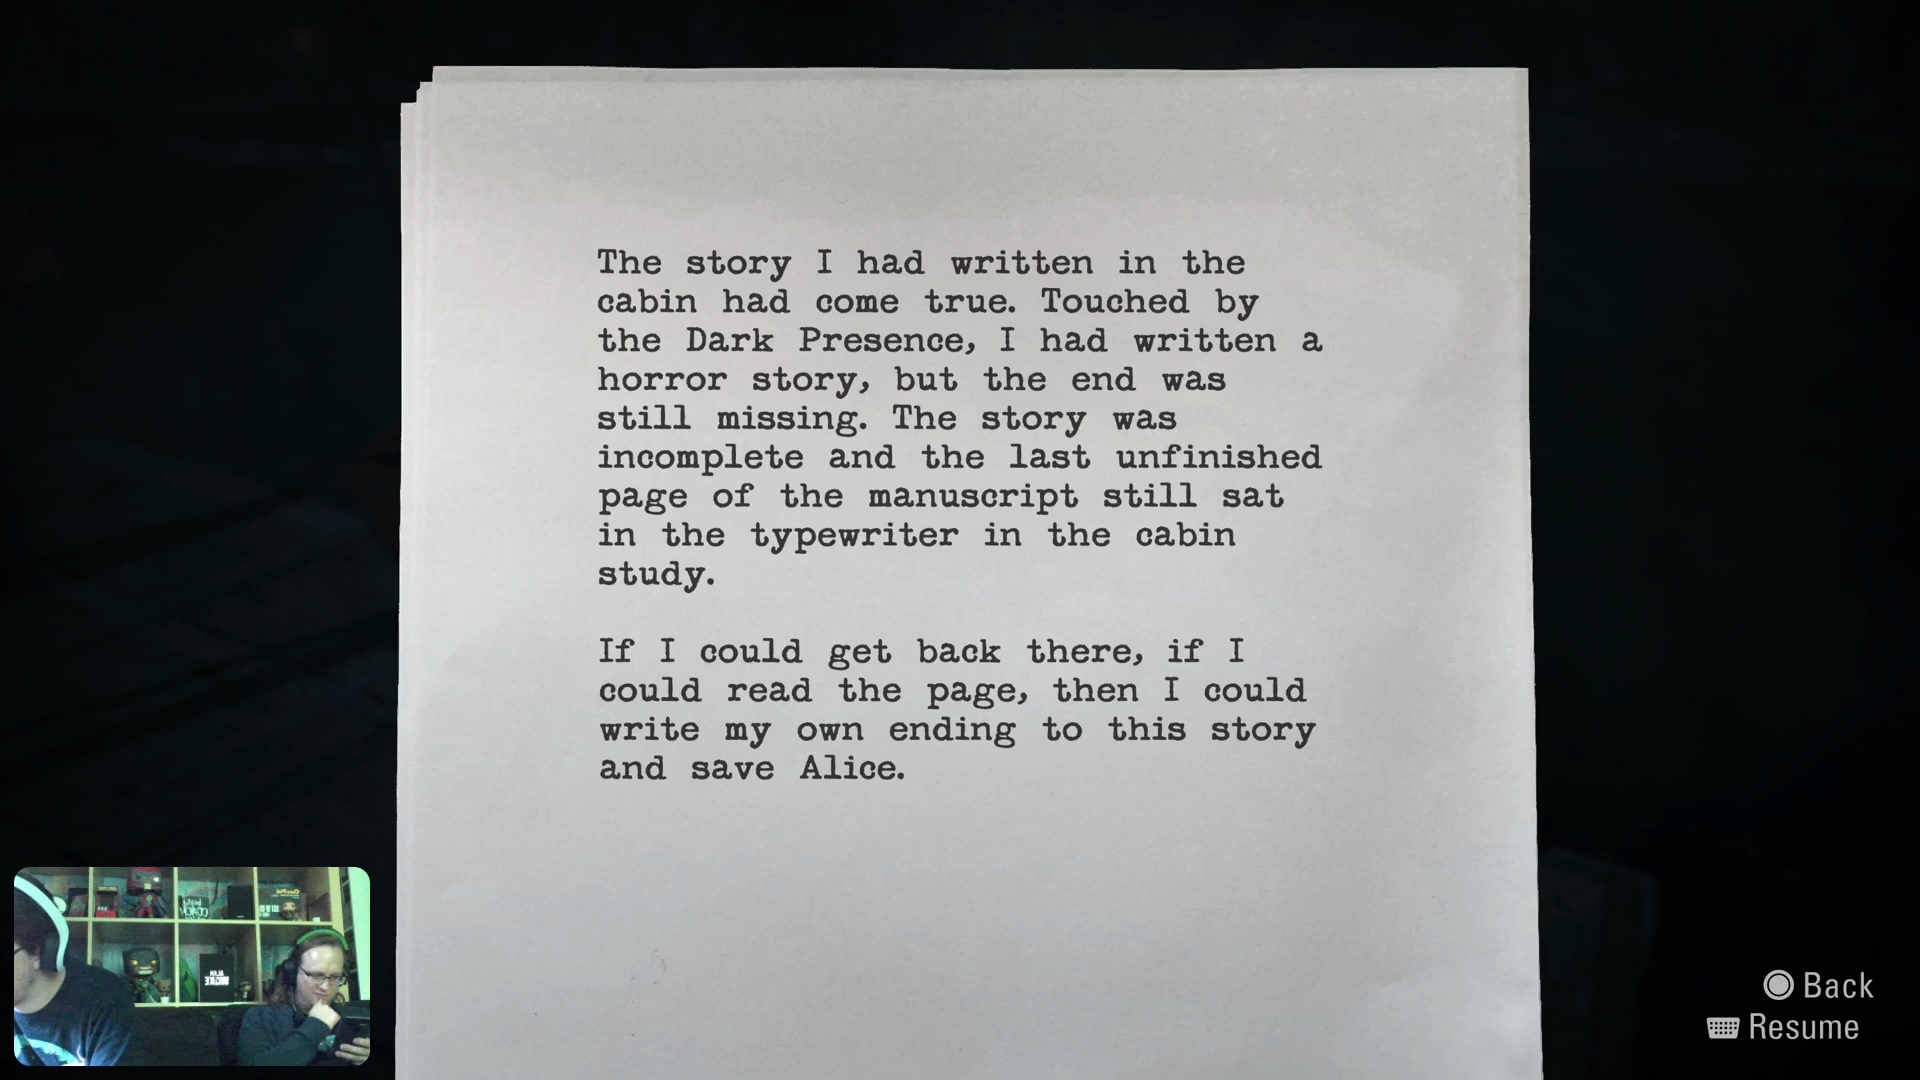 The story I had written in the
cabin had come true. Touched by
the Dark Presence, I had written a
horror story, but the end was
still missing. The story was
incomplete and the last unfinished
page of the manuscript still sat
in the typewriter in the cabin
study.
If I could get back there, if I
could read the page, then I could
write my own ending to this story
and save Alice.
Back
Resume